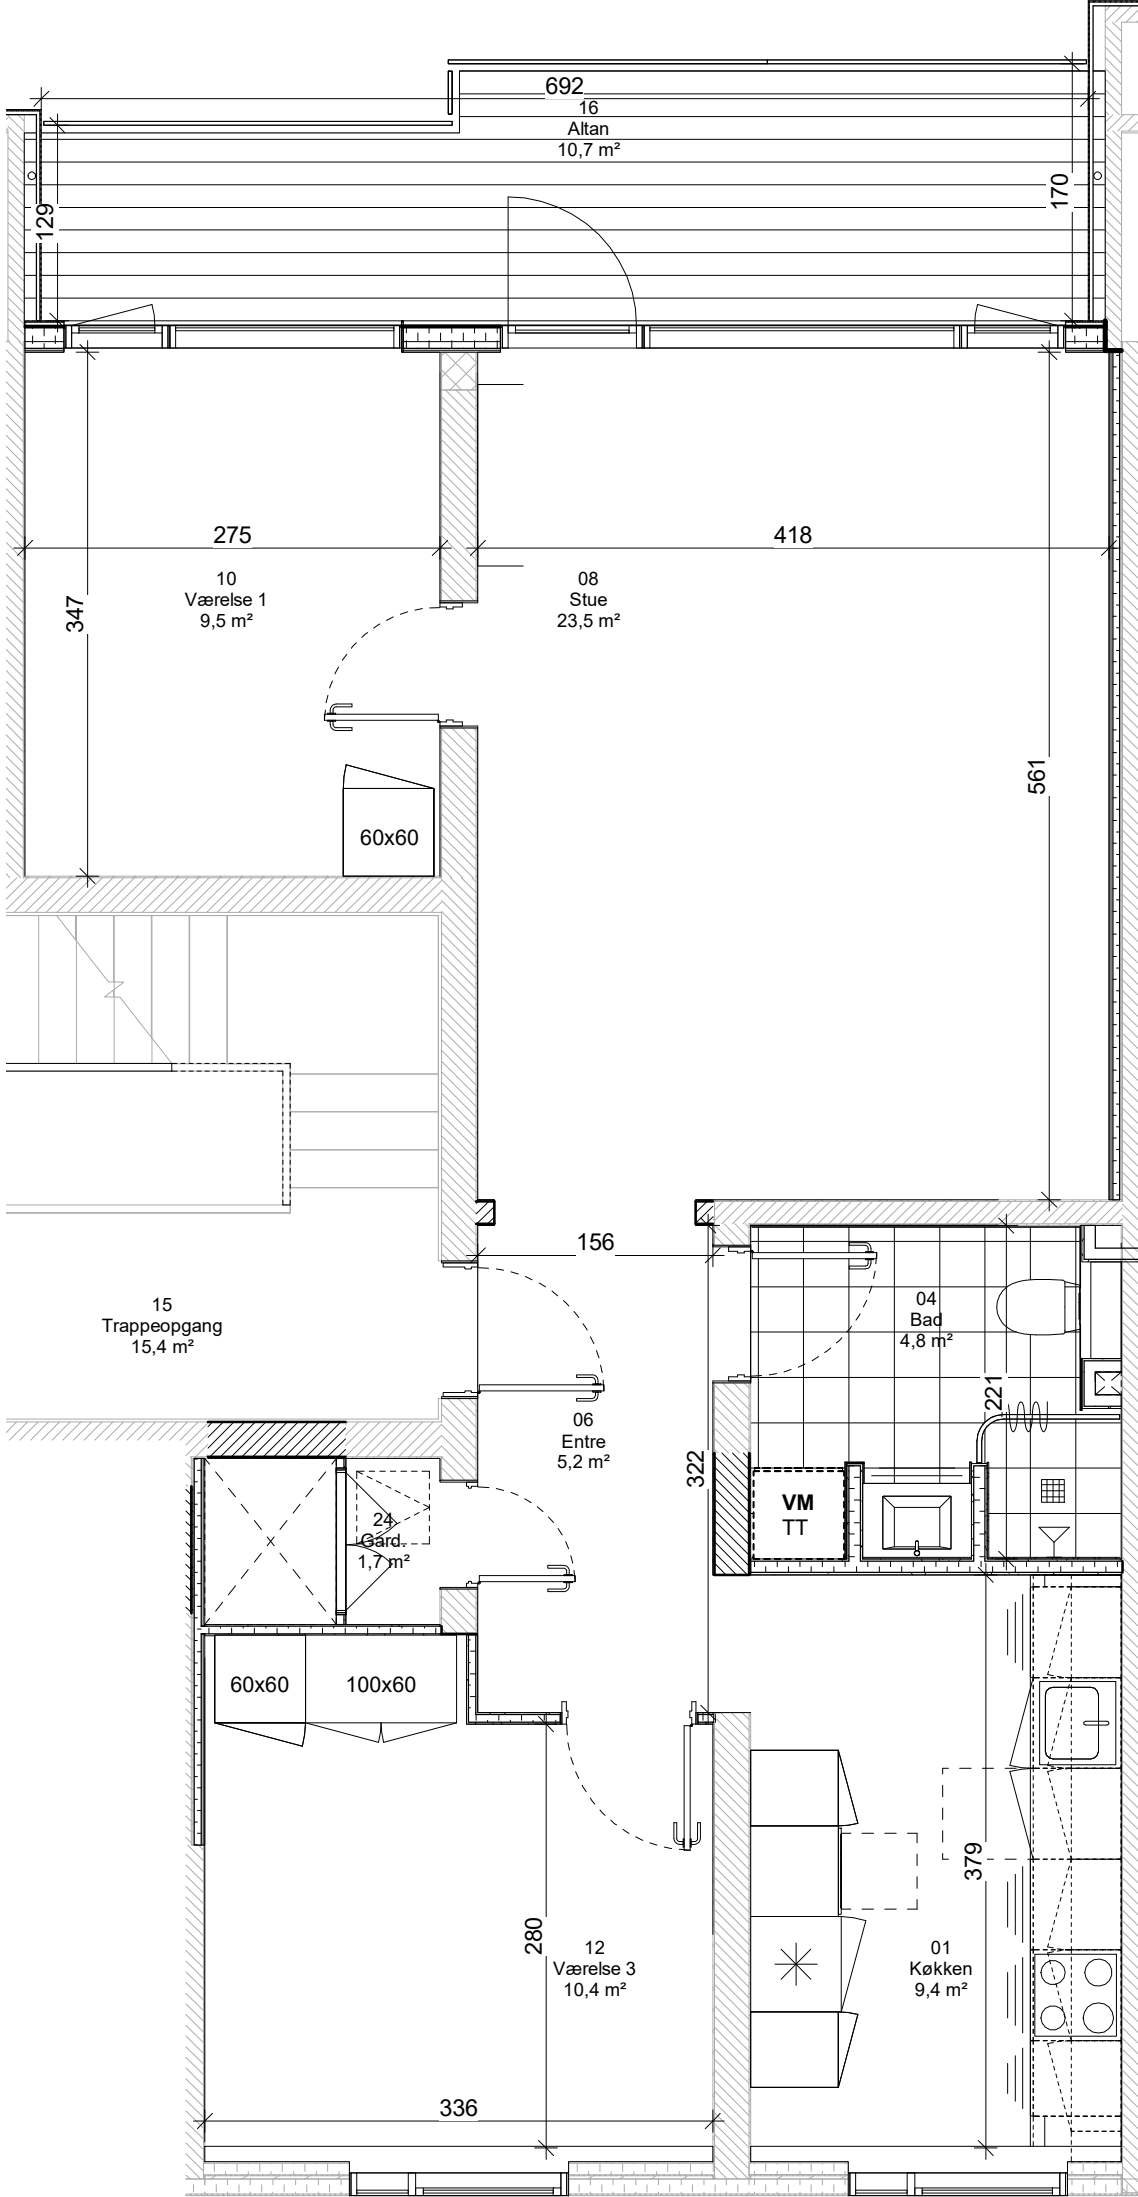 692
16
Altan
10,7 m²
129
170
275
418
10
Værelse 1
9,5 m²
08
Stue
23,5 m²
347
561
60x60
156
15
Trappeopgang
15,4 m²
04
Bad
4,8 m²
221
06
Entre
5,2 m²
322
VM
TT
24
Gard.
1,7 m²
60x60
100x60
379
280
12
Værelse 3
10,4 m²
01
Køkken
9,4 m²
336